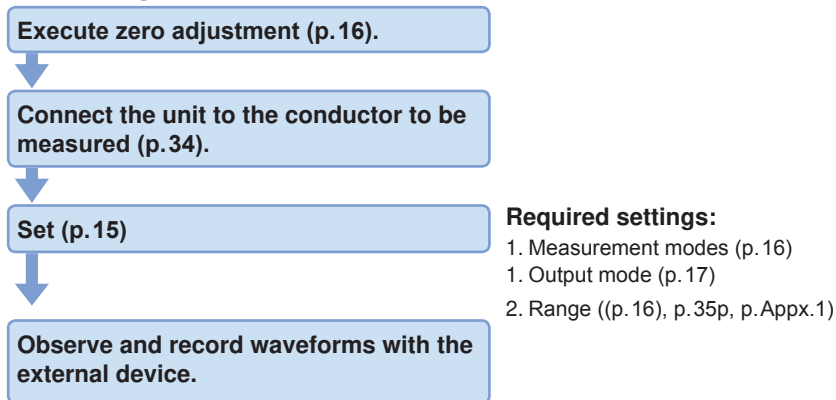 Execute zero adjustment (p.16).
Connect the unit to the conductor to be
measured (p.34).
Set (p.15)
Required settings:
1. Measurement modes (p.16)
1. Output mode (p.17)
2. Range ((p.16), p.35p, p.Appx.1)
Observe and record waveforms with the
external device.